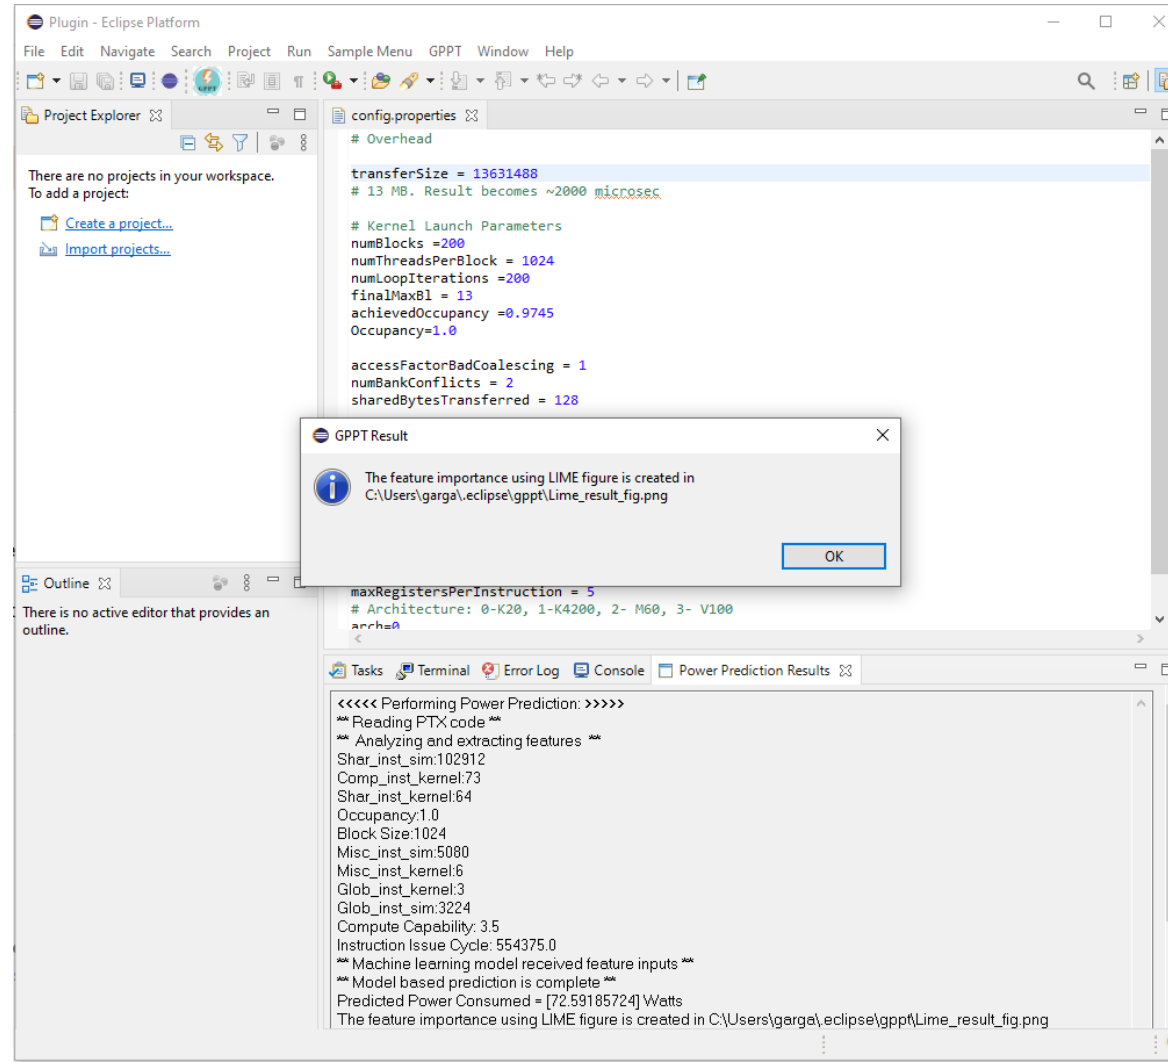 Plugin - Eclipse Platform
File Edit Navigate Search Project Run Sample Menu GPPT Window Help
GPPT
Project Explorer
There are no projects in your workspace.
To add a project:
Create a project...
Import projects...
config.properties
# Overhead
transferSize = 13631488
# 13 MB. Result becomes ~2000 microsec
# Kernel Launch Parameters
numBlocks =200
numThreadsPerBlock = 1024
numLoopIterations =200
finalMaxBl = 13
achievedOccupancy =0.9745
Occupancy=1.0
accessFactorBadCoalescing = 1
numBankConflicts = 2
sharedBytesTransferred = 128
GPPT Result
The feature importance using LIME figure is created in
C:\Users\garga\.eclipse\gppt\Lime_result_fig.png
OK
maxRegistersPerInstruction = 5
# Architecture: 0-K20, 1-K4200, 2- M60, 3- V100
arch=0
Outline
There is no active editor that provides an
outline.
Tasks Terminal Error Log Console Power Prediction Results
<<<<< Performing Power Prediction: >>>>>
** Reading PTX code **
** Analyzing and extracting features **
Shar_inst_sim:102912
Comp_inst_kernel:73
Shar_inst_kernel:64
Occupancy:1.0
Block Size:1024
Misc_inst_sim:5080
Misc_inst_kernel:6
Glob_inst_kernel:3
Glob_inst_sim:3224
Compute Capability: 3.5
Instruction Issue Cycle: 554375.0
** Machine learning model received feature inputs **
** Model based prediction is complete **
Predicted Power Consumed = [72.59185724] Watts
The feature importance using LIME figure is created in C:\Users\garga\.eclipse\gppt\Lime_result_fig.png